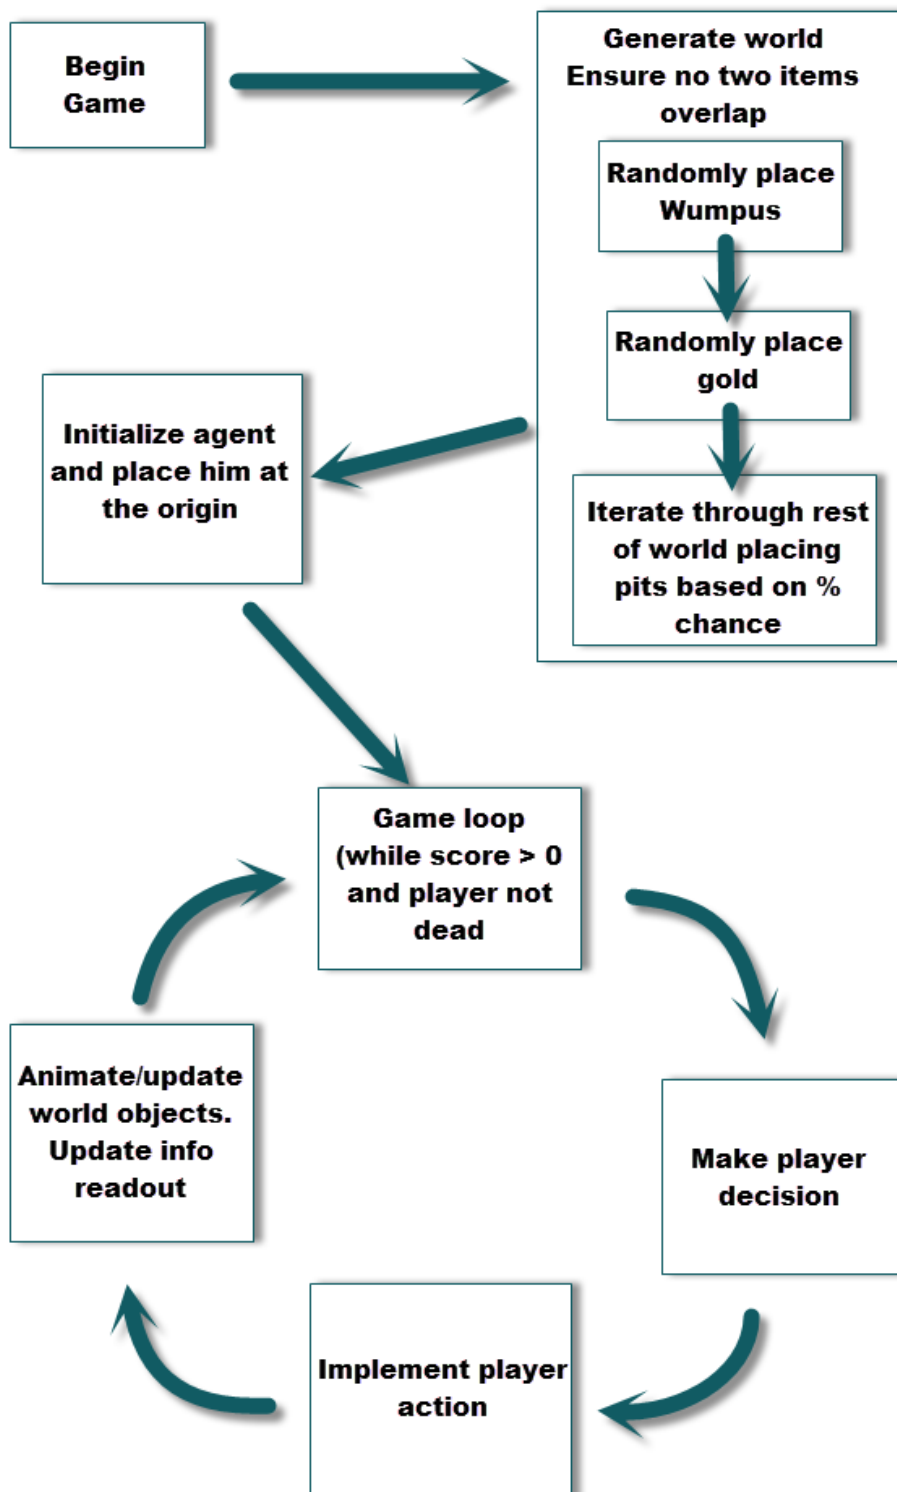 Begin
Game
Generate world
Ensure no two items
overlap
Randomly place
Wumpus
Randomly place
gold
Iterate through rest
of world placing
pits based on %
chance
Initialize agent
and place him at
the origin
Game loop
(while score > 0
and player not
dead
Make player
decision
Implement player
action
Animate/update
world objects.
Update info
readout